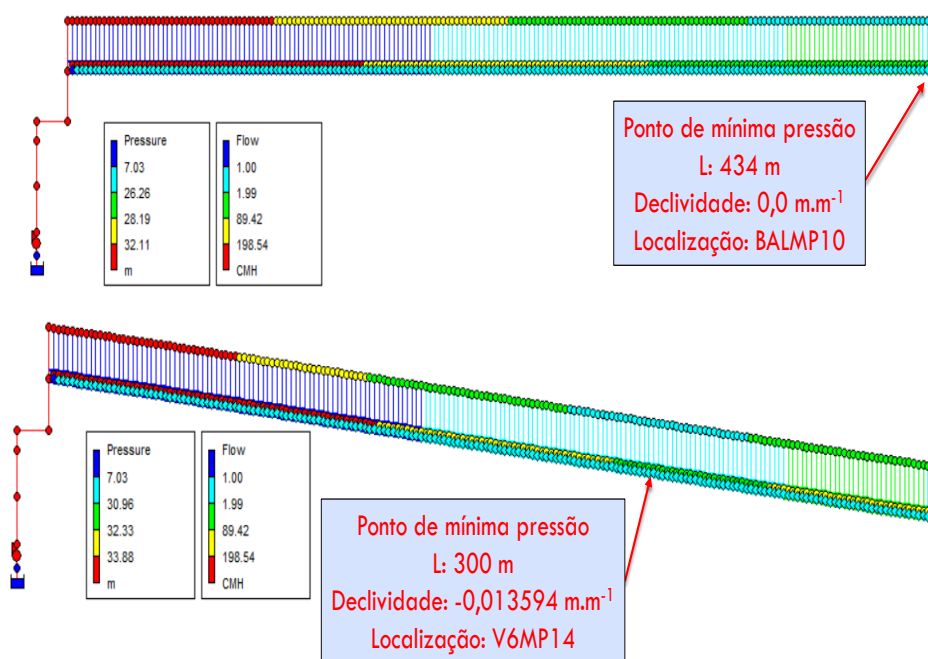 Pressure
7.03
26.26
28.19
32.11
m
Flow
1.00
1.99
89.42
198.54
CMH
Ponto de mínima pressão
L: 434 m
Declividade: 0,0 m.m⁻¹
Localização: BALMP10
Pressure
7.03
30.96
32.33
33.88
m
Flow
1.00
1.99
89.42
198.54
CMH
Ponto de mínima pressão
L: 300 m
Declividade: -0,013594 m.m⁻¹
Localização: V6MP14